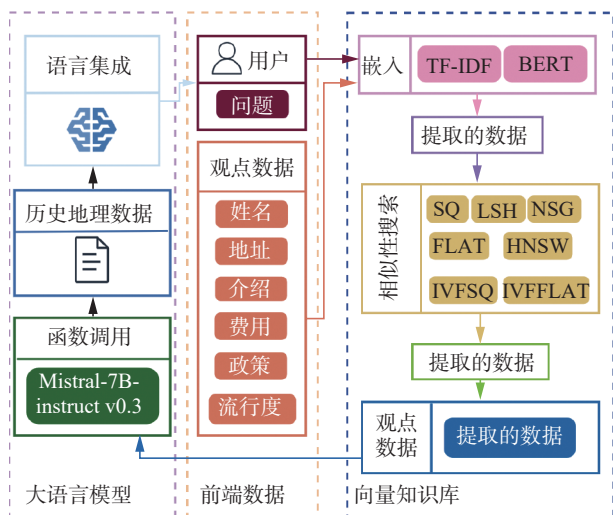 语言集成
历史地理数据
函数调用
Mistral-7B-
instruct v0.3
大语言模型
用户
问题
观点数据
姓名
地址
介绍
费用
政策
流行度
前端数据
嵌入
TF-IDF
BERT
提取的数据
相似性搜索
SQ
LSH
NSG
FLAT
HNSW
IVFSQ
IVFFLAT
提取的数据
观点
数据
提取的数据
向量知识库